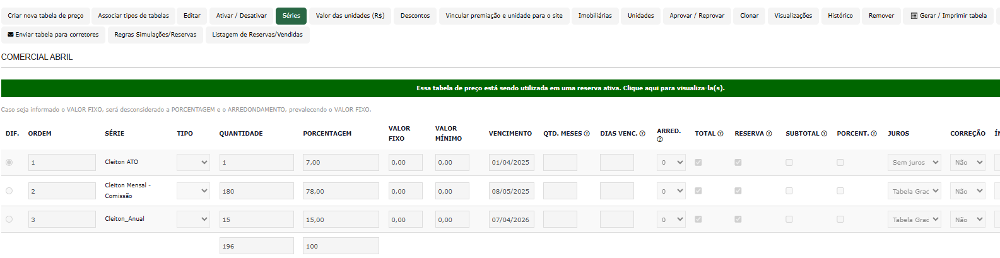 Criar nova tabela de preço Associar tipos de tabelas Editar Ativar / Desativar Séries Valor das unidades (R$) Descontos Vincular premiação e unidade para o site Imobiliárias Unidades Aprovar / Reprovar Clonar Visualizações Histórico Remover Gerar / Imprimir tabela
Enviar tabela para corretores Regras Simulações/Reservas Listagem de Reservas/Vendidas
COMERCIAL ABRIL
Essa tabela de preço está sendo utilizada em uma reserva ativa. Clique aqui para visualiza-la(s).
Caso seja informado o VALOR FIXO, será desconsiderado a PORCENTAGEM e o ARREDONDAMENTO, prevalecendo o VALOR FIXO.
DIF. ORDEM SÉRIE TIPO QUANTIDADE PORCENTAGEM VALOR FIXO VALOR MÍNIMO VENCIMENTO QTD. MESES DIAS VENC. ARRED. TOTAL RESERVA SUBTOTAL PORCENT. JUROS CORREÇÃO
1 Cleiton ATO 1 7,00 0,00 0,00 01/04/2025 0 Sem juros Não
2 Cleiton Mensal - Comissão 180 78,00 0,00 0,00 08/05/2025 0 Tabela Grac Não
3 Cleiton_Anual 15 15,00 0,00 0,00 07/04/2026 0 Tabela Grac Não
196 100